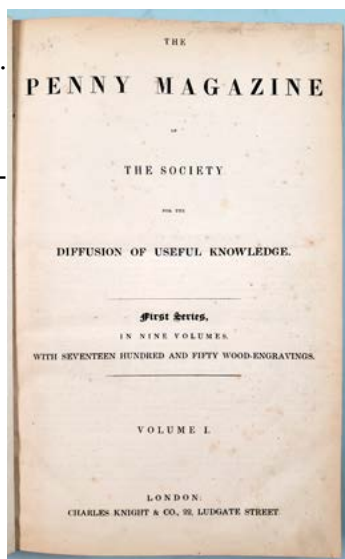 THE
PENNY MAGAZINE
OF
THE SOCIETY
FOR THE
DIFFUSION OF USEFUL KNOWLEDGE.
First Series,
IN NINE VOLUMES,
WITH SEVENTEEN HUNDRED AND FIFTY WOOD-ENGRAVINGS.
VOLUME I.
LONDON:
CHARLES KNIGHT & CO., 22, LUDGATE STREET.